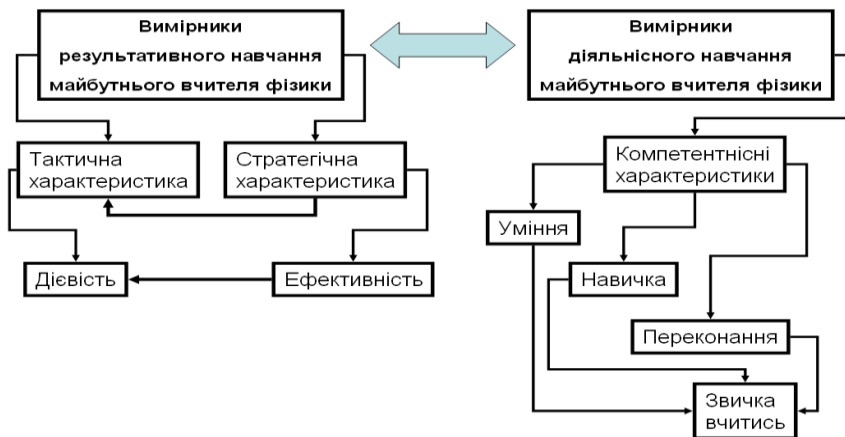 Вимірники
результативного навчання
майбутнього вчителя фізики
Вимірники
діяльнісного навчання
майбутнього вчителя фізики
Тактична
характеристика
Стратегічна
характеристика
Компетентнісні
характеристики
Уміння
Дієвість
Ефективність
Навичка
Переконання
Звичка
вчитись